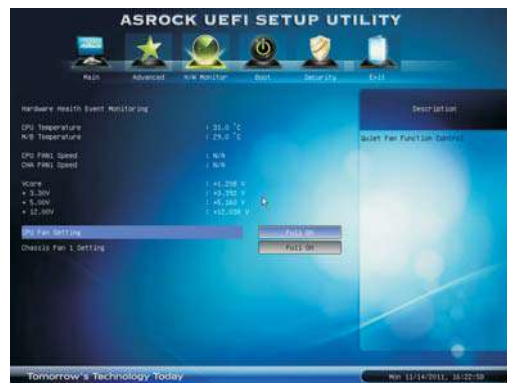 ASROCK UEFI SETUP UTILITY
Main Advanced H/W Monitor Boot Security Exit
Hardware Health Event Monitoring
Description
CPU Temperature : 31.0 °C
M/B Temperature : 29.0 °C
Quiet Fan Function Control
CPU FAN1 Speed : N/A
CHA FAN1 Speed : N/A
Vcore : +1.208 V
+ 3.30V : +3.392 V
+ 5.00V : +5.160 V
+ 12.00V : +12.038 V
CPU Fan Setting Full On
Chassis Fan 1 Setting Full On
Tomorrow's Technology Today
Mon 11/14/2011, 16:22:50